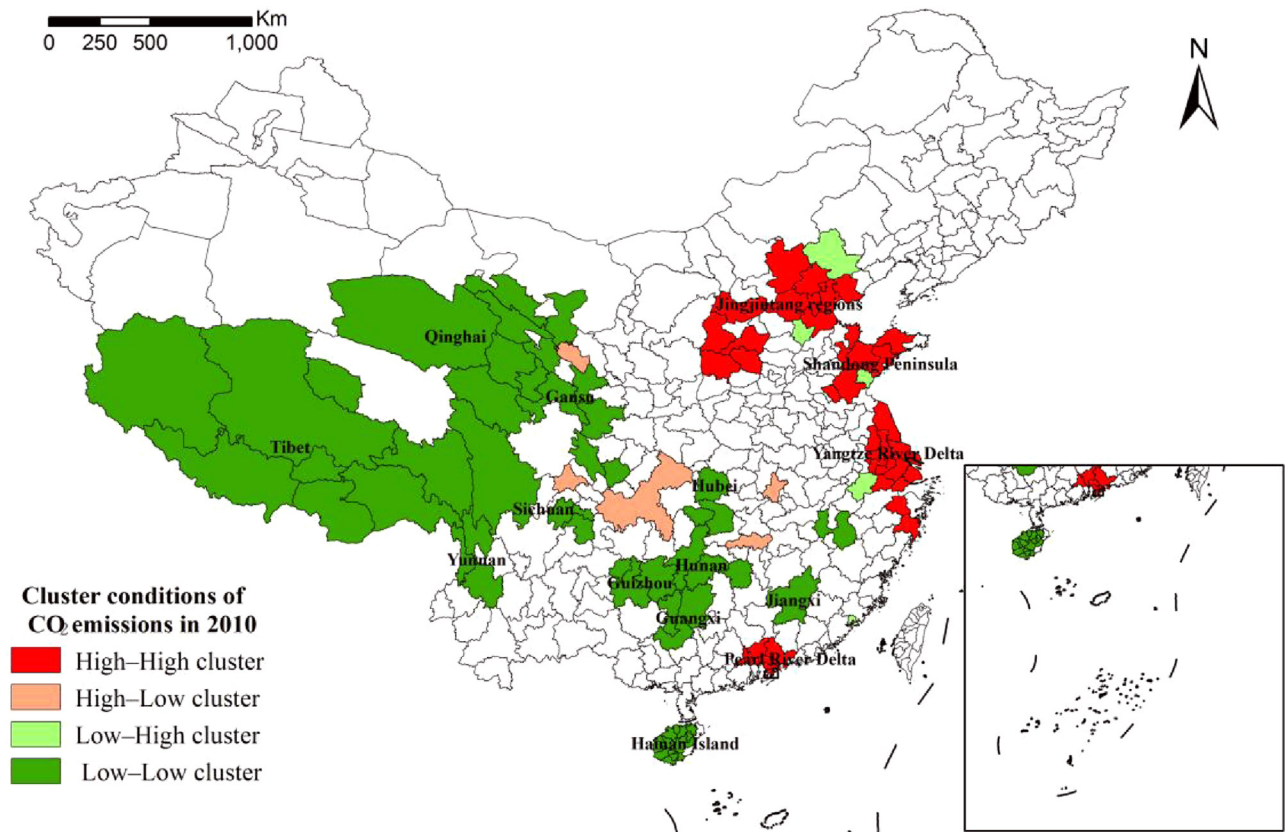 Km
0 250 500 1,000
N
Jingjintang regions
Qinghai
Shandong Peninsula
Gansu
Tibet
Yangtze River Delta
Hubei
Sichuan
Yunnan
Hunan
Guizhou
Jiangxi
Guangxi
Pearl River Delta
Hainan Island
Cluster conditions of
CO2 emissions in 2010
High–High cluster
High–Low cluster
Low–High cluster
Low–Low cluster